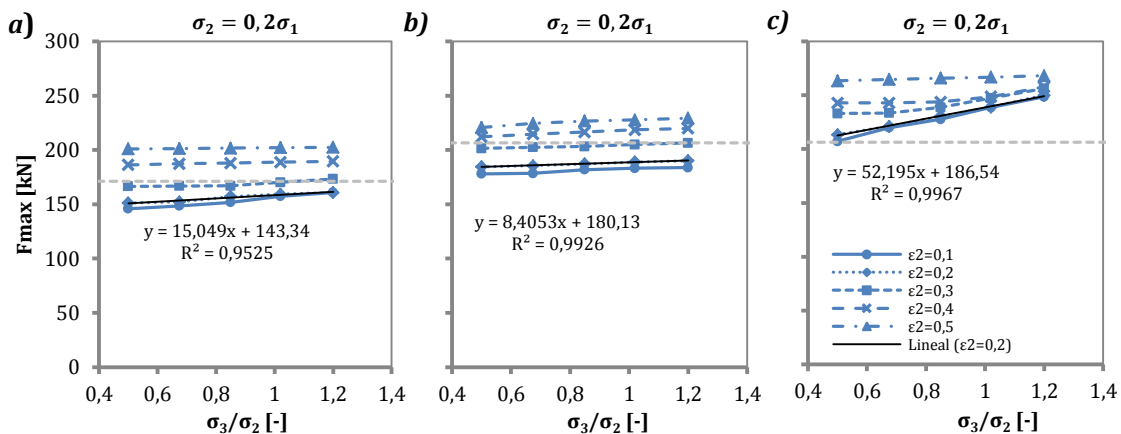 a) σ₂ = 0,2σ₁
b) σ₂ = 0,2σ₁
c) σ₂ = 0,2σ₁
Fmax [kN]
300
250
200
150
100
50
0
y = 15,049x + 143,34
R² = 0,9525
0,4 0,6 0,8 1 1,2 1,4
σ₃/σ₂ [-]
y = 8,4053x + 180,13
R² = 0,9926
0,4 0,6 0,8 1 1,2 1,4
σ₃/σ₂ [-]
y = 52,195x + 186,54
R² = 0,9967
ε2=0,1
ε2=0,2
ε2=0,3
ε2=0,4
ε2=0,5
Lineal (ε2=0,2)
0,4 0,6 0,8 1 1,2 1,4
σ₃/σ₂ [-]